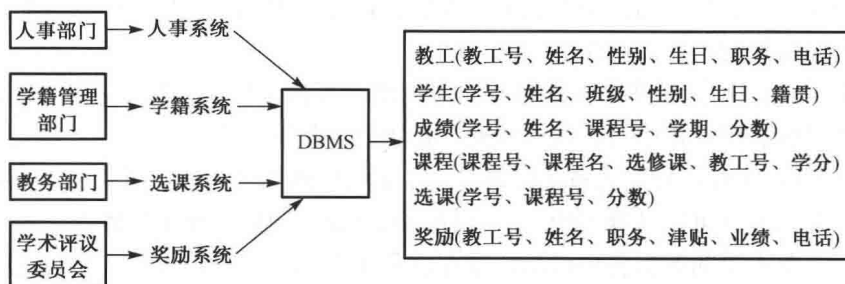 人事部门
人事系统
学籍管理
部门
学籍系统
教务部门
选课系统
学术评议
委员会
奖励系统
DBMS
教工(教工号、姓名、性别、生日、职务、电话)
学生(学号、姓名、班级、性别、生日、籍贯)
成绩(学号、姓名、课程号、学期、分数)
课程(课程号、课程名、选修课、教工号、学分)
选课(学号、课程号、分数)
奖励(教工号、姓名、职务、津贴、业绩、电话)